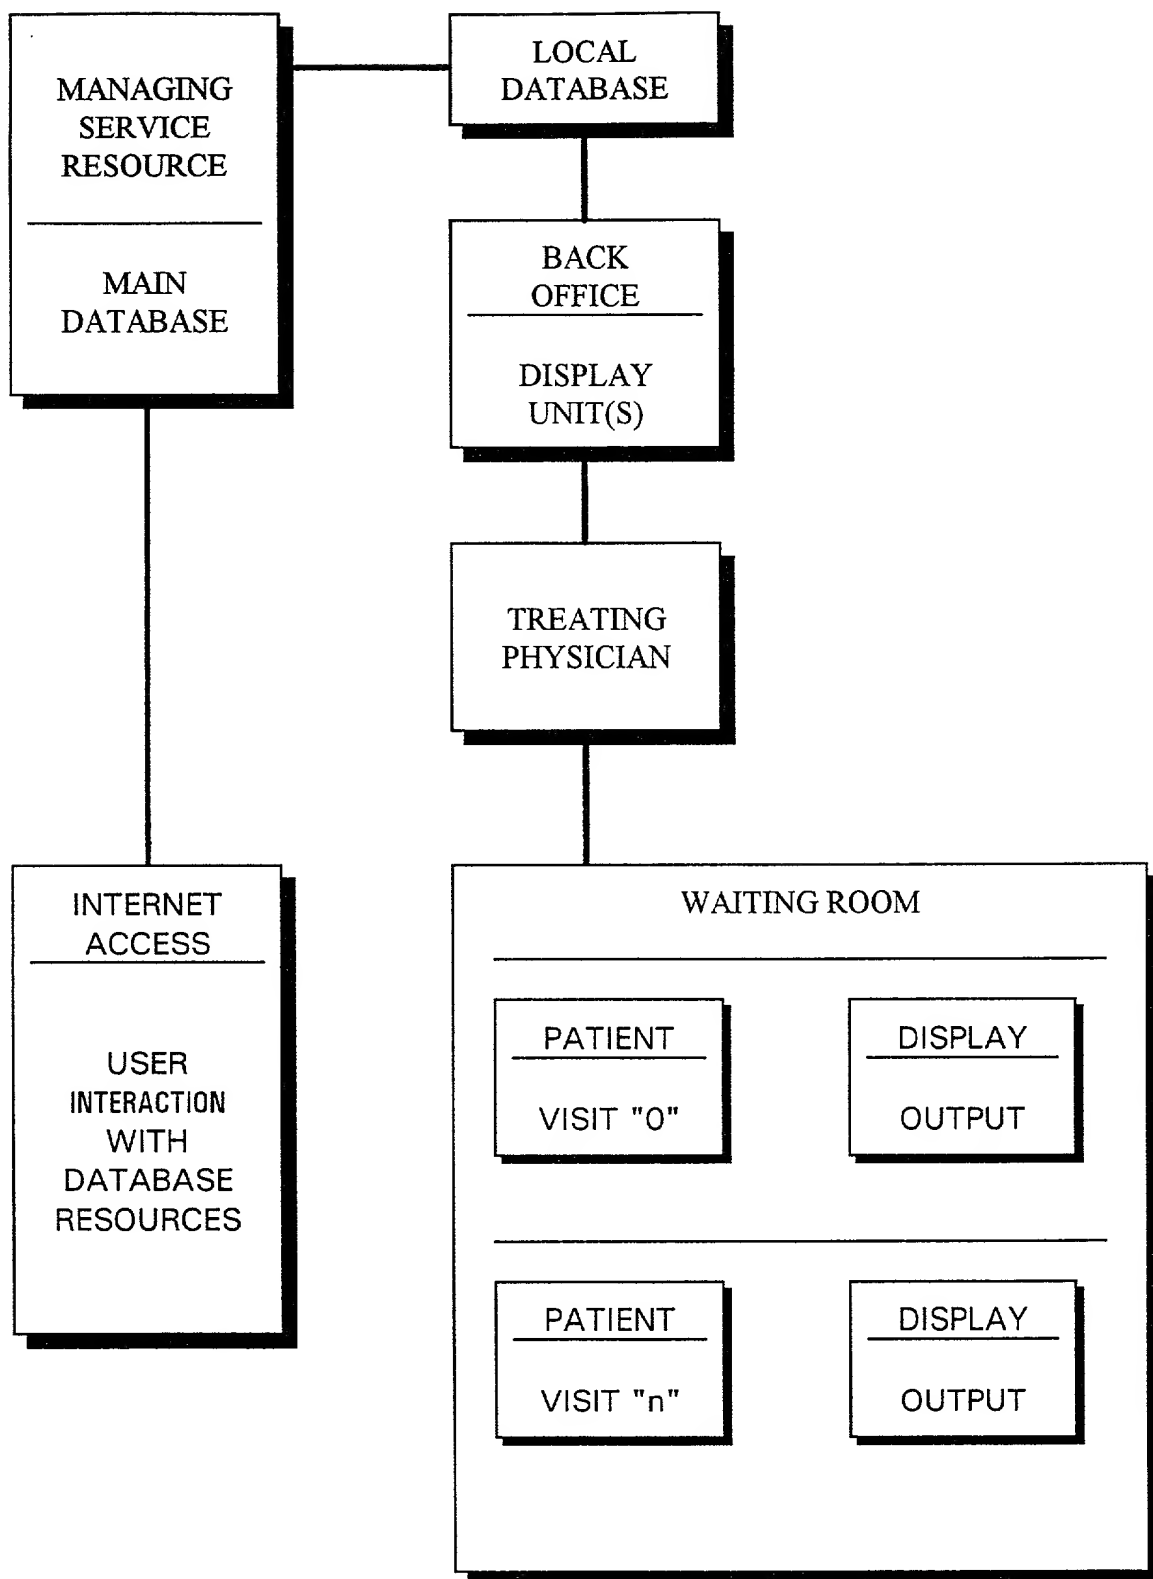 MANAGING
SERVICE
RESOURCE
MAIN
DATABASE
LOCAL
DATABASE
BACK
OFFICE
DISPLAY
UNIT(S)
TREATING
PHYSICIAN
INTERNET
ACCESS
USER
INTERACTION
WITH
DATABASE
RESOURCES
WAITING ROOM
PATIENT
VISIT "0"
DISPLAY
OUTPUT
PATIENT
VISIT "n"
DISPLAY
OUTPUT